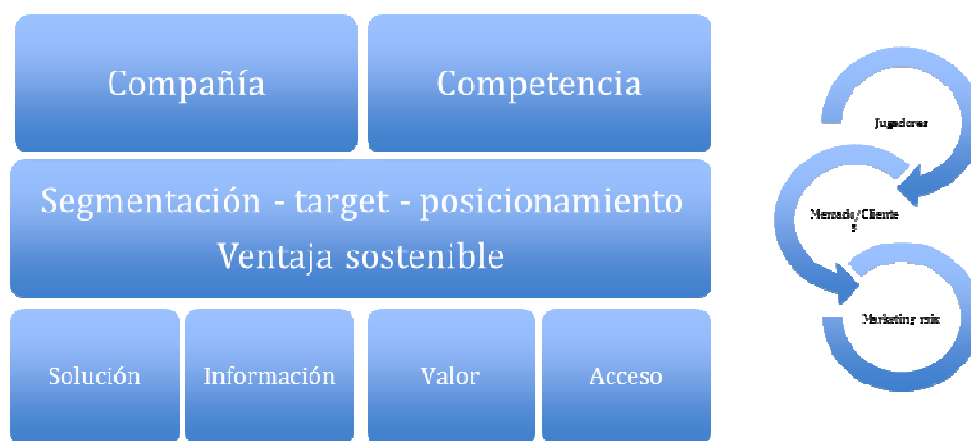 Compañía
Competencia
Segmentación - target - posicionamiento
Ventaja sostenible
Solución
Información
Valor
Acceso
Jugadores
Mercado/Cliente
s
Marketing mix